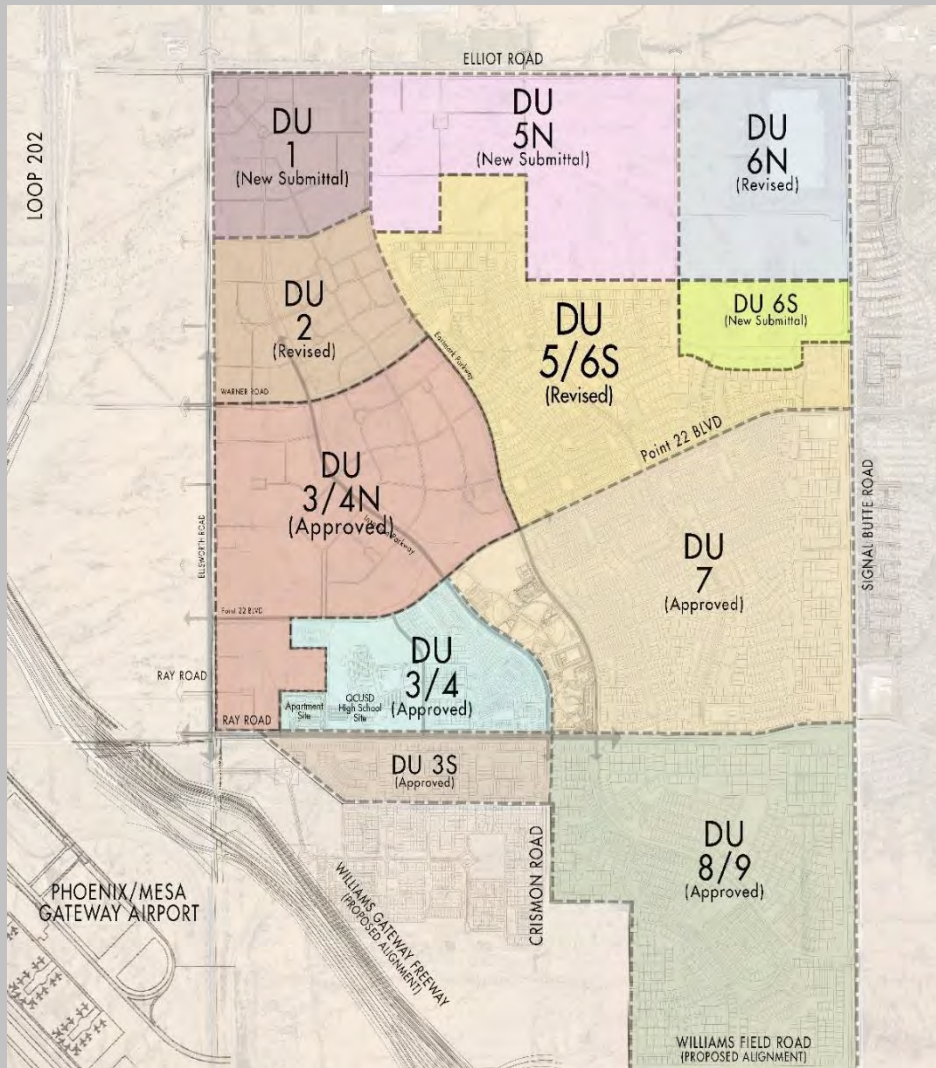 ELLIOT ROAD
LOOP 202
DU
1
(New Submittal)
DU
5N
(New Submittal)
DU
6N
(Revised)
DU
2
(Revised)
WARNER ROAD
Eastmark Parkway
DU
5/6S
(Revised)
DU 6S
(New Submittal)
Point 22 BLVD
DU
3/4N
(Approved)
Parkway
ELLSWORTH ROAD
Point 22 BLVD
SIGNAL BUTTE ROAD
DU
7
(Approved)
RAY ROAD
RAY ROAD
Apartment
Site
QCUSD
High School
Site
DU
3/4
(Approved)
DU 3S
(Approved)
DU
8/9
(Approved)
CRISMON ROAD
PHOENIX/MESA
GATEWAY AIRPORT
WILLIAMS GATEWAY FREEWAY
(PROPOSED ALIGNMENT)
WILLIAMS FIELD ROAD
(PROPOSED ALIGNMENT)